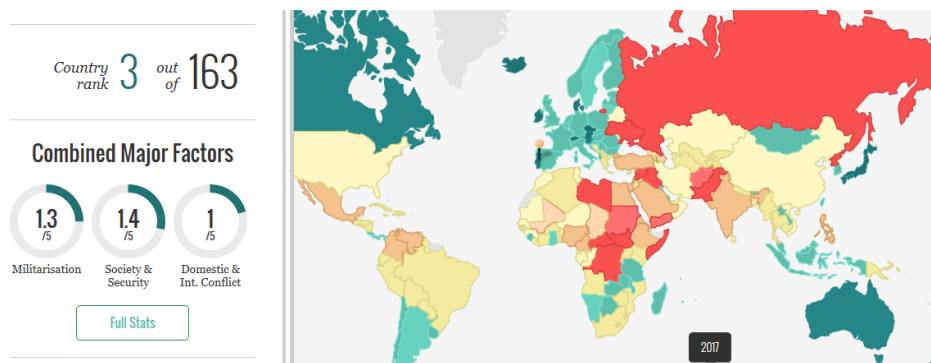 Country rank 3 out of 163
Combined Major Factors
1.3 /5
1.4 /5
1 /5
Militarisation
Society & Security
Domestic & Int. Conflict
Full Stats
2017